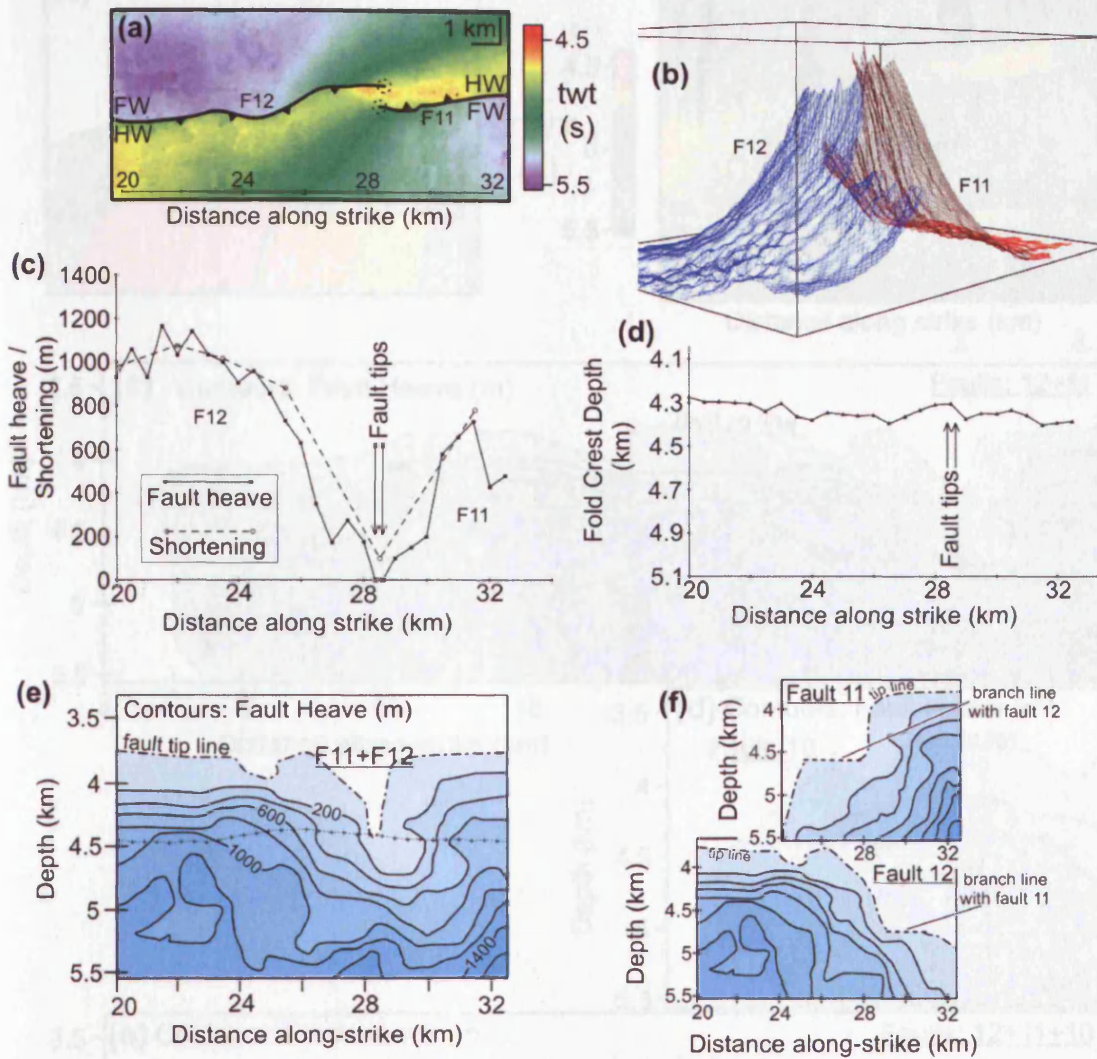 (a)
1 km
FW
HW
F12
F11
HW
FW
20 24 28 32
Distance along strike (km)
4.5
twt
(s)
5.5
(b)
F12
F11
(c)
1400
1200
1000
800
600
400
200
0
Fault heave /
Shortening (m)
F12
Fault tips
F11
Fault heave
Shortening
20 24 28 32
Distance along strike (km)
(d)
4.1
4.3
4.5
4.7
4.9
5.1
Fold Crest Depth
(km)
Fault tips
20 24 28 32
Distance along strike (km)
(e)
Contours: Fault Heave (m)
fault tip line
F11+F12
3.5
4
4.5
5
5.5
Depth (km)
200
600
1000
1400
20 24 28 32
Distance along-strike (km)
(f)
Fault 11
tip line
branch line
with fault 12
Depth (km)
4
4.5
5
5.5
24 28 32
tip line
Fault 12
branch line
with fault 11
Depth (km)
4
4.5
5
5.5
20 24 28 32
Distance along-strike (km)